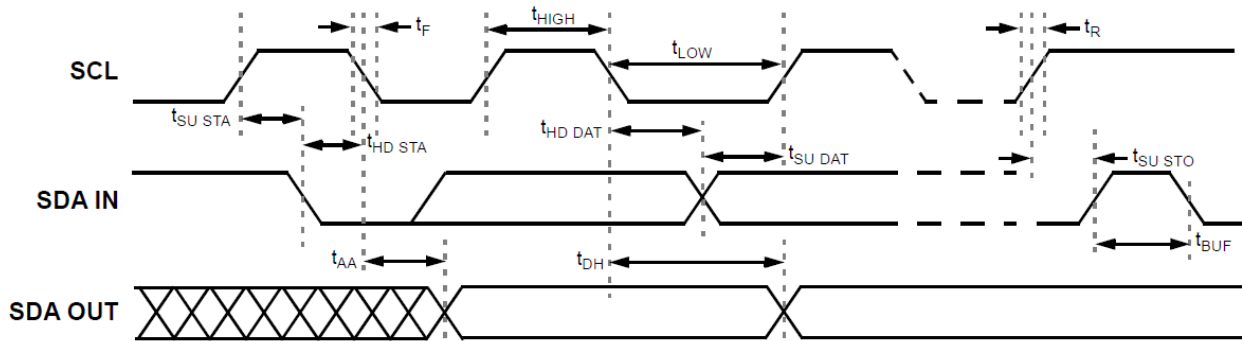 tF
tHIGH
tR
SCL
tLOW
tSU STA
tHD STA
tHD DAT
tSU DAT
tSU STO
SDA IN
tAA
tDH
tBUF
SDA OUT